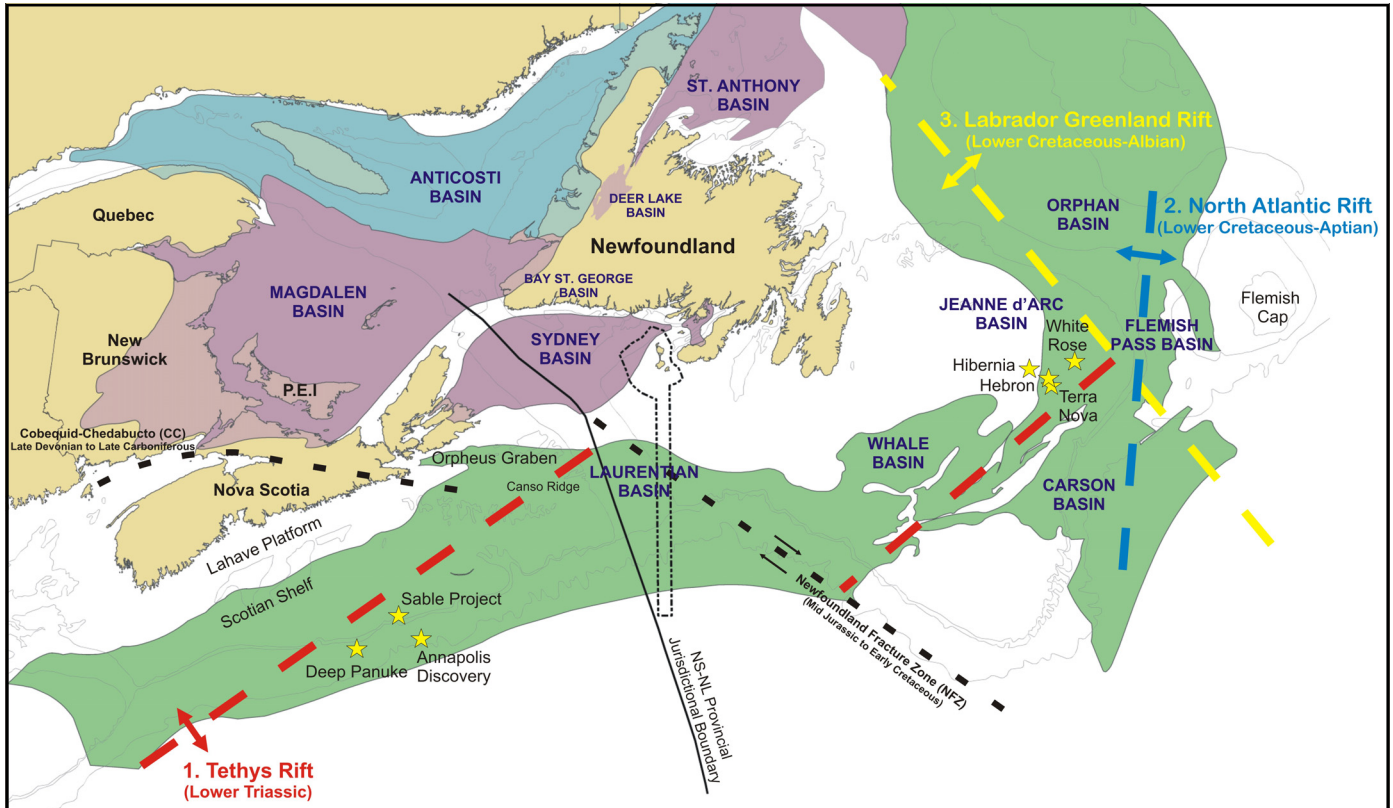 ST. ANTHONY
BASIN
3. Labrador Greenland Rift
(Lower Cretaceous-Albian)
ANTICOSTI
BASIN
DEER LAKE
BASIN
ORPHAN
BASIN
2. North Atlantic Rift
(Lower Cretaceous-Aptian)
Quebec
Newfoundland
BAY ST. GEORGE
BASIN
MAGDALEN
BASIN
JEANNE d'ARC
BASIN
Flemish
Cap
White
Rose
FLEMISH
PASS BASIN
New
Brunswick
SYDNEY
BASIN
Hibernia
Hebron
P.E.I
Terra
Nova
Cobequid-Chedabucto (CC)
Late Devonian to Late Carboniferous
WHALE
BASIN
Orpheus Graben
LAURENTIAN
BASIN
Canso Ridge
Nova Scotia
CARSON
BASIN
Lahave Platform
Scotian Shelf
Sable Project
Deep Panuke
Annapolis
Discovery
Newfoundland Fracture Zone (NFZ)
(Mid Jurassic to Early Cretaceous)
NS-NL Provincial
Jurisdictional Boundary
1. Tethys Rift
(Lower Triassic)